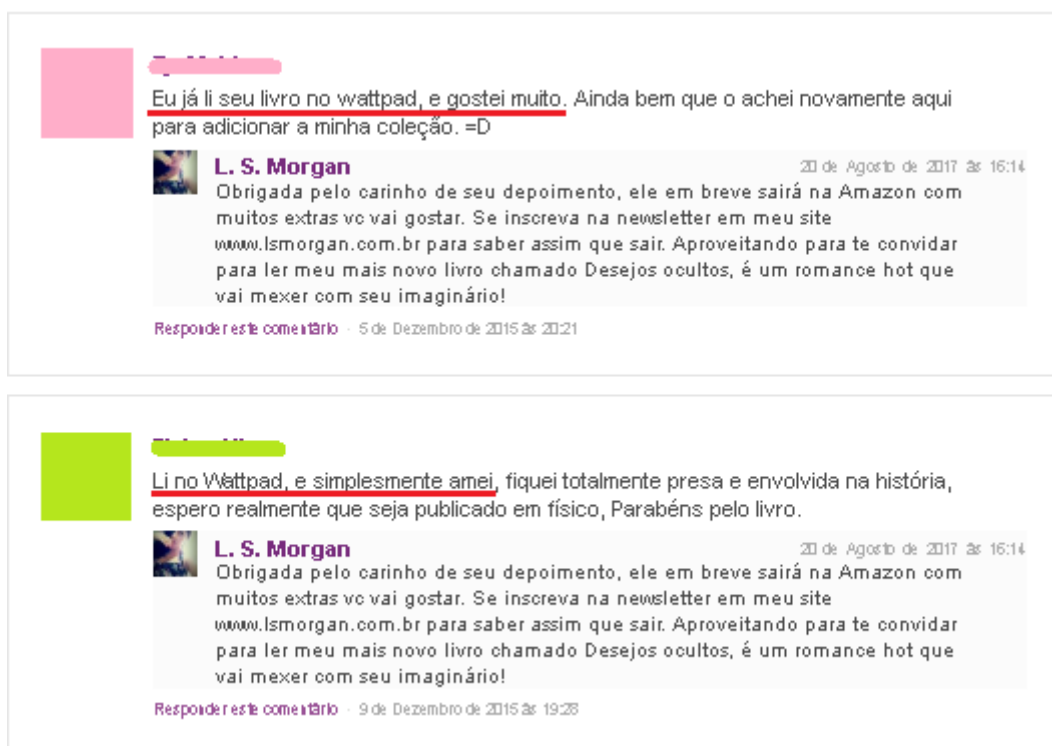 Eu já li seu livro no wattpad, e gostei muito. Ainda bem que o achei novamente aqui
para adicionar a minha coleção. =D
L. S. Morgan 20 de Agosto de 2017 às 16:14
Obrigada pelo carinho de seu depoimento, ele em breve sairá na Amazon com
muitos extras vc vai gostar. Se inscreva na newsletter em meu site
www.lsmorgan.com.br para saber assim que sair. Aproveitando para te convidar
para ler meu mais novo livro chamado Desejos ocultos, é um romance hot que
vai mexer com seu imaginário!
Responder este comentário · 5 de Dezembro de 2015 às 20:21
Li no Wattpad, e simplesmente amei, fiquei totalmente presa e envolvida na história,
espero realmente que seja publicado em físico, Parabéns pelo livro.
L. S. Morgan 20 de Agosto de 2017 às 16:14
Obrigada pelo carinho de seu depoimento, ele em breve sairá na Amazon com
muitos extras vc vai gostar. Se inscreva na newsletter em meu site
www.lsmorgan.com.br para saber assim que sair. Aproveitando para te convidar
para ler meu mais novo livro chamado Desejos ocultos, é um romance hot que
vai mexer com seu imaginário!
Responder este comentário · 9 de Dezembro de 2015 às 19:28